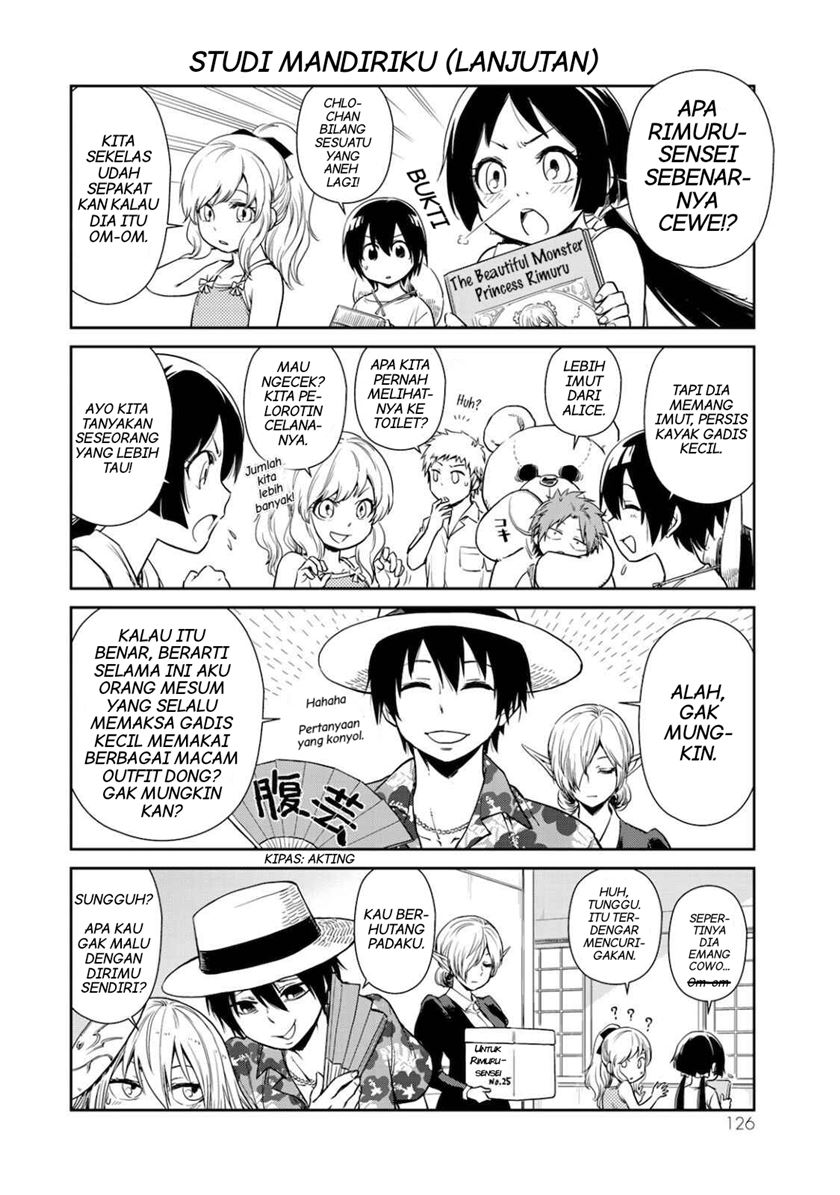 STUDI MANDIRIKU (LANJUTAN)
APA
RIMURU-
SENSEI
SEBENAR-
NYA
CEWE!?
The Beautiful Monster
Princess Rimuru
BUKTI
CHLO-
CHAN
BILANG
SESUATU
YANG
ANEH
LAGI!
KITA
SEKELAS
UDAH
SEPAKAT
KAN KALAU
DIA ITU
OM-OM.
TAPI DIA
MEMANG
IMUT, PERSIS
KAYAK GADIS
KECIL.
LEBIH
IMUT
DARI
ALICE.
コキ
Huh?
APA KITA
PERNAH
MELIHAT-
NYA KE
TOILET?
MAU
NGECEK?
KITA PE-
LOROTIN
CELANA-
NYA.
Jumlah
kita
lebih
banyak!
AYO KITA
TANYAKAN
SESEORANG
YANG LEBIH
TAU!
ALAH,
GAK
MUNG-
KIN.
Hahaha
Pertanyaan
yang konyol.
KALAU ITU
BENAR, BERARTI
SELAMA INI AKU
ORANG MESUM
YANG SELALU
MEMAKSA GADIS
KECIL MEMAKAI
BERBAGAI MACAM
OUTFIT DONG?
GAK MUNGKIN
KAN?
腹芸
KIPAS: AKTING
SEPER-
TINYA
DIA
EMANG
COWO...
Om-om
? ? ?
HUH,
TUNGGU.
ITU TER-
DENGAR
MENCURI-
GAKAN.
UNTUK
RIMURU-
SENSEI
No.25
KAU BER-
HUTANG
PADAKU.
SUNGGUH?
APA KAU
GAK MALU
DENGAN
DIRIMU
SENDIRI?
126